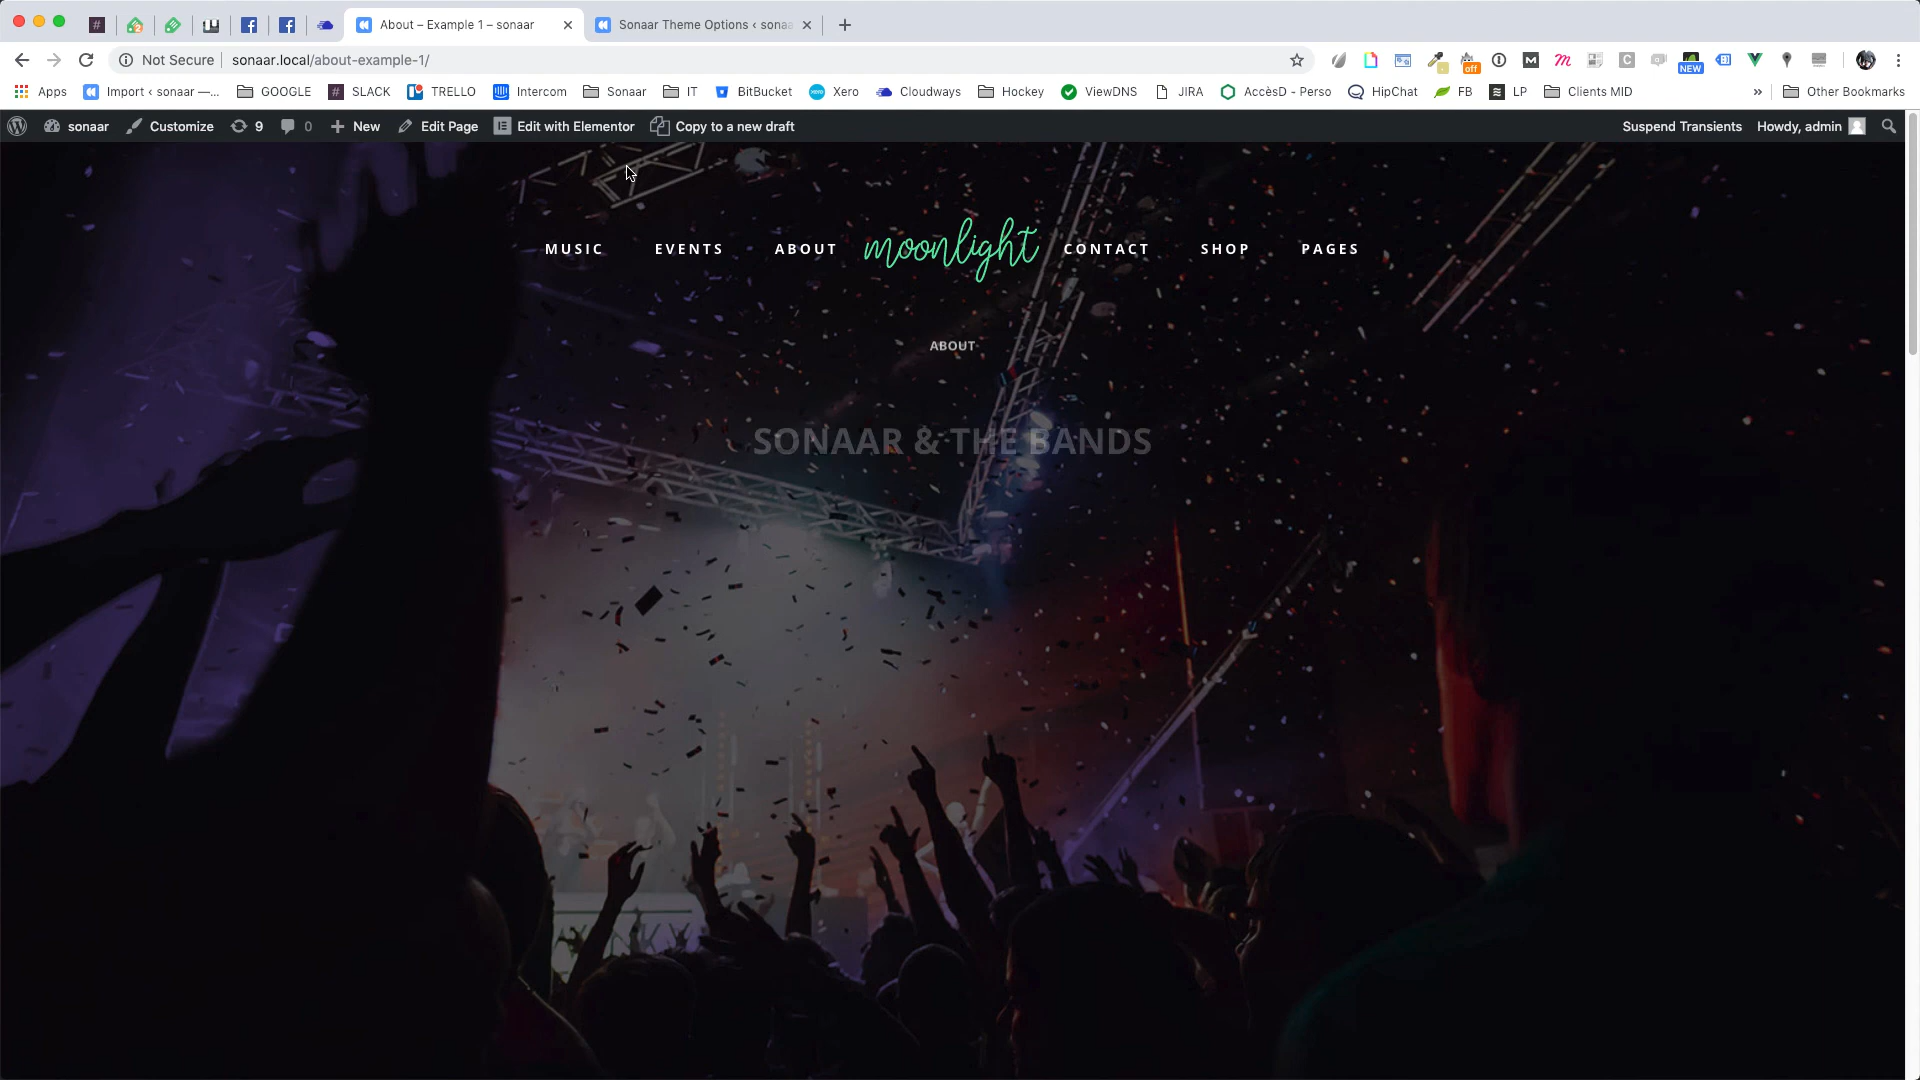 About – Example 1 – sonaar
Sonaar Theme Options ‹ sonaa
Not Secure
sonaar.local/about-example-1/
off
NEW
Apps
Import ‹ sonaar —...
GOOGLE
SLACK
TRELLO
Intercom
Sonaar
IT
BitBucket
Xero
Cloudways
Hockey
ViewDNS
JIRA
AccèsD - Perso
HipChat
FB
LP
Clients MID
»
Other Bookmarks
sonaar
Customize
9
0
New
Edit Page
Edit with Elementor
Copy to a new draft
Suspend Transients
Howdy, admin
MUSIC
EVENTS
ABOUT
moonlight
CONTACT
SHOP
PAGES
ABOUT
SONAAR & THE BANDS